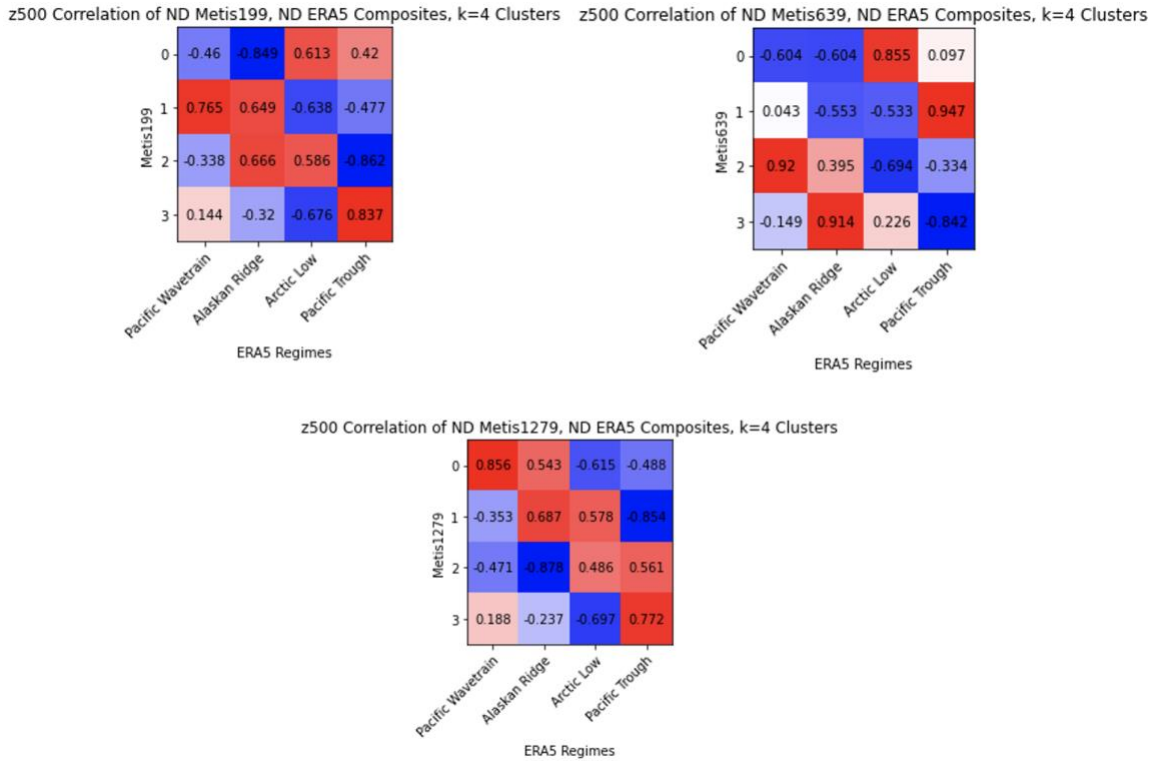 z500 Correlation of ND Metis199, ND ERA5 Composites, k=4 Clusters
Metis199
0 -0.46 -0.849 0.613 0.42
1 0.765 0.649 -0.638 -0.477
2 -0.338 0.666 0.586 -0.862
3 0.144 -0.32 -0.676 0.837
Pacific Wavetrain
Alaskan Ridge
Arctic Low
Pacific Trough
ERA5 Regimes
z500 Correlation of ND Metis639, ND ERA5 Composites, k=4 Clusters
Metis639
0 -0.604 -0.604 0.855 0.097
1 0.043 -0.553 -0.533 0.947
2 0.92 0.395 -0.694 -0.334
3 -0.149 0.914 0.226 -0.842
Pacific Wavetrain
Alaskan Ridge
Arctic Low
Pacific Trough
ERA5 Regimes
z500 Correlation of ND Metis1279, ND ERA5 Composites, k=4 Clusters
Metis1279
0 0.856 0.543 -0.615 -0.488
1 -0.353 0.687 0.578 -0.854
2 -0.471 -0.878 0.486 0.561
3 0.188 -0.237 -0.697 0.772
Pacific Wavetrain
Alaskan Ridge
Arctic Low
Pacific Trough
ERA5 Regimes